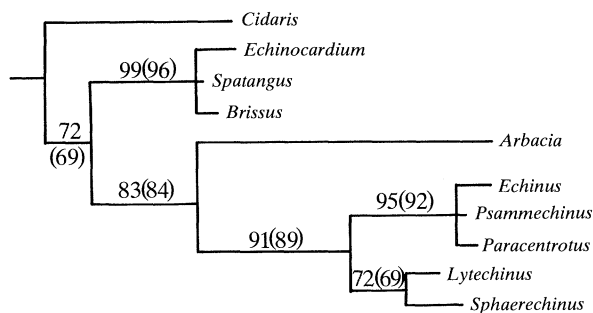 Cidaris
Echinocardium
99(96)
Spatangus
Brissus
72
(69)
Arbacia
83(84)
Echinus
95(92)
Psammechinus
91(89)
Paracentrotus
Lytechinus
72(69)
Sphaerechinus